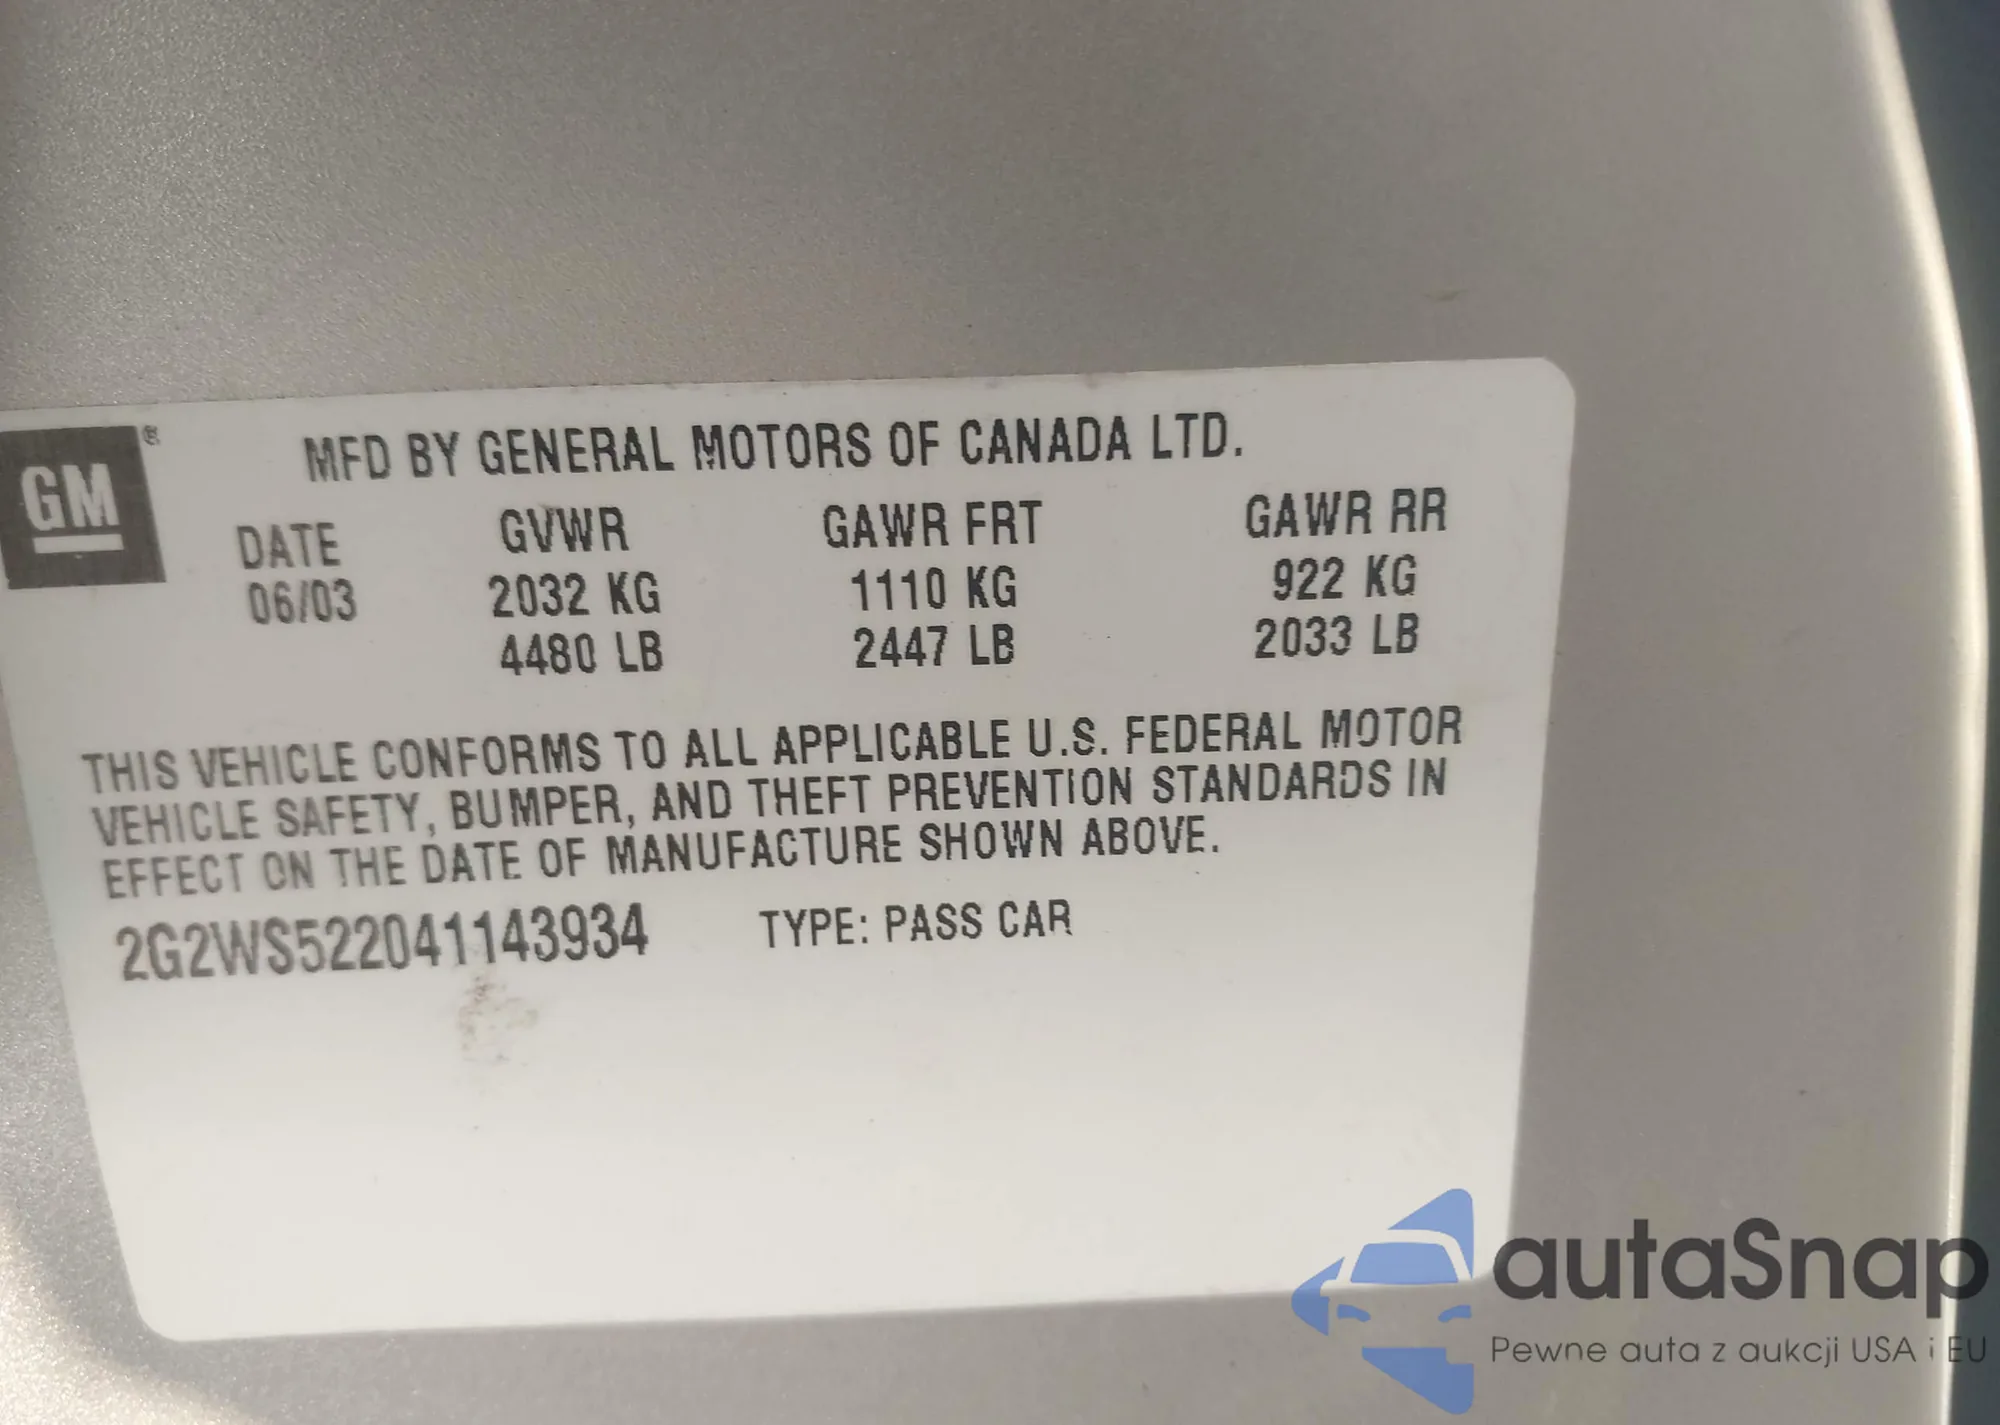 GM ®
MFD BY GENERAL MOTORS OF CANADA LTD.
DATE GVWR GAWR FRT GAWR RR
06/03 2032 KG 1110 KG 922 KG
4480 LB 2447 LB 2033 LB
THIS VEHICLE CONFORMS TO ALL APPLICABLE U.S. FEDERAL MOTOR
VEHICLE SAFETY, BUMPER, AND THEFT PREVENTION STANDARDS IN
EFFECT ON THE DATE OF MANUFACTURE SHOWN ABOVE.
2G2WS522041143934 TYPE: PASS CAR
autaSnap
Pewne auta z aukcji USA i EU